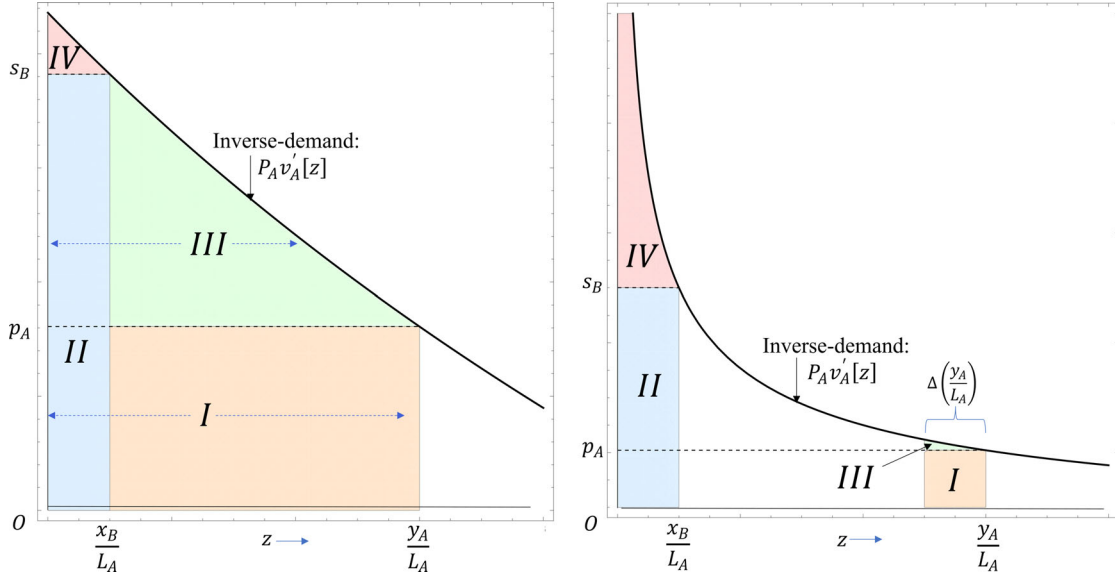 IV
s_B
Inverse-demand:
P_A v'_A[z]
III
p_A
II
I
O
x_B/L_A
z
y_A/L_A
IV
s_B
Inverse-demand:
P_A v'_A[z]
Δ(y_A/L_A)
II
p_A
III
I
O
x_B/L_A
z
y_A/L_A